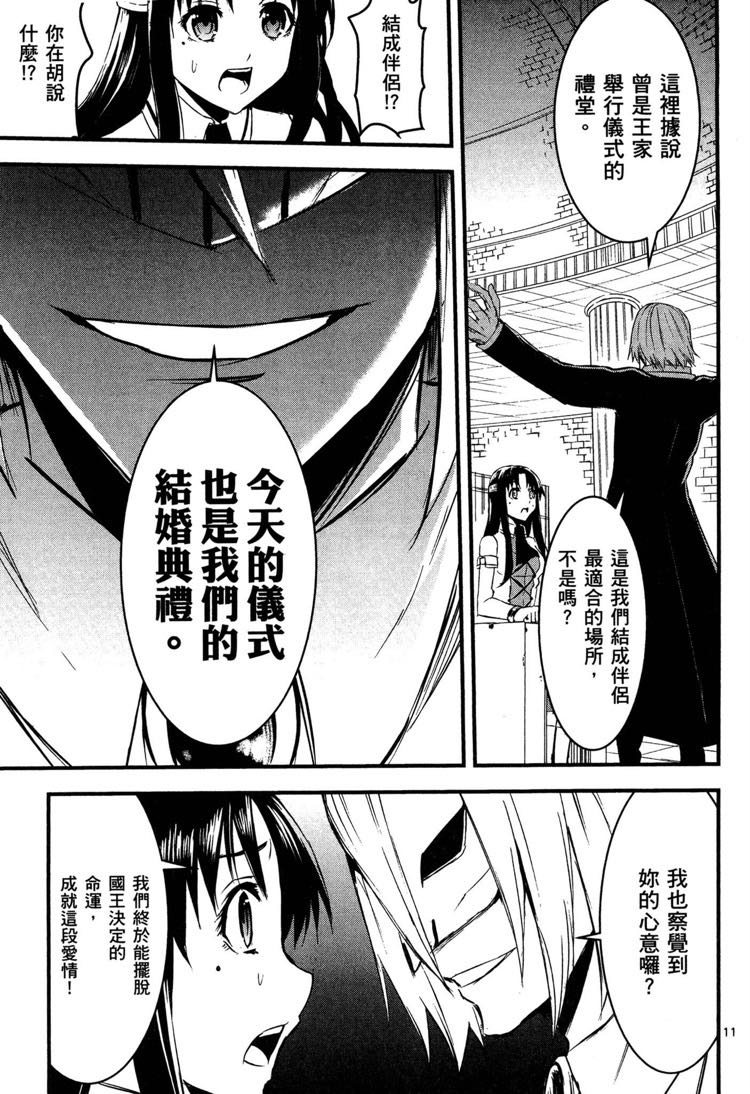 這裡據說
曾是王家
舉行儀式的
禮堂。
這是我們結成伴侶
最適合的場所，
不是嗎？
結成伴侶!?
你在胡說
什麼!?
今天的儀式
也是我們的
結婚典禮。
我也察覺到
妳的心意囉？
我們終於能擺脫
國王決定的
命運，
成就這段愛情！
11